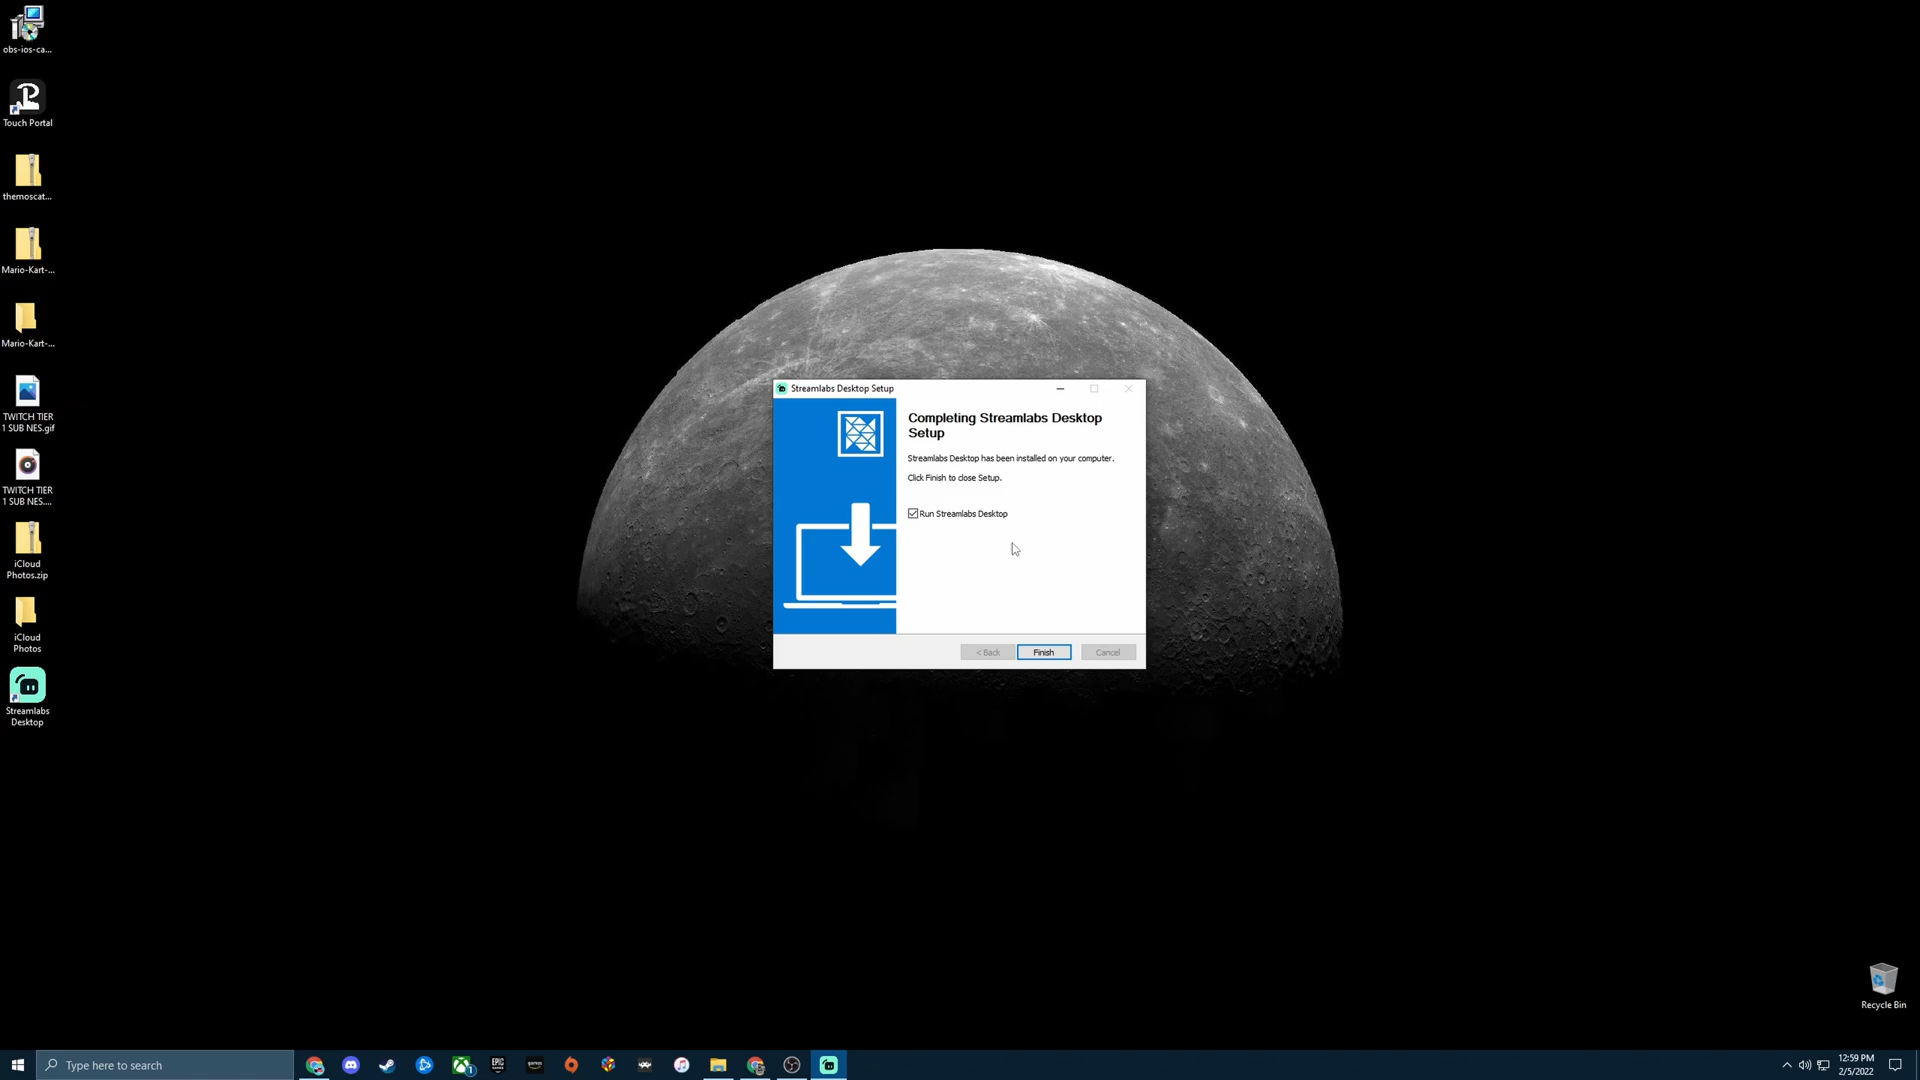 obs-ios-ca...
Touch Portal
themoscat...
Mario-Kart-...
Mario-Kart-...
TWITCH TIER
1 SUB NES.gif
TWITCH TIER
1 SUB NES....
iCloud
Photos.zip
iCloud
Photos
Streamlabs
Desktop
Streamlabs Desktop Setup
Completing Streamlabs Desktop
Setup
Streamlabs Desktop has been installed on your computer.
Click Finish to close Setup.
Run Streamlabs Desktop
< Back
Finish
Cancel
Recycle Bin
Type here to search
1
EPIC
GAMES
12:59 PM
2/5/2022